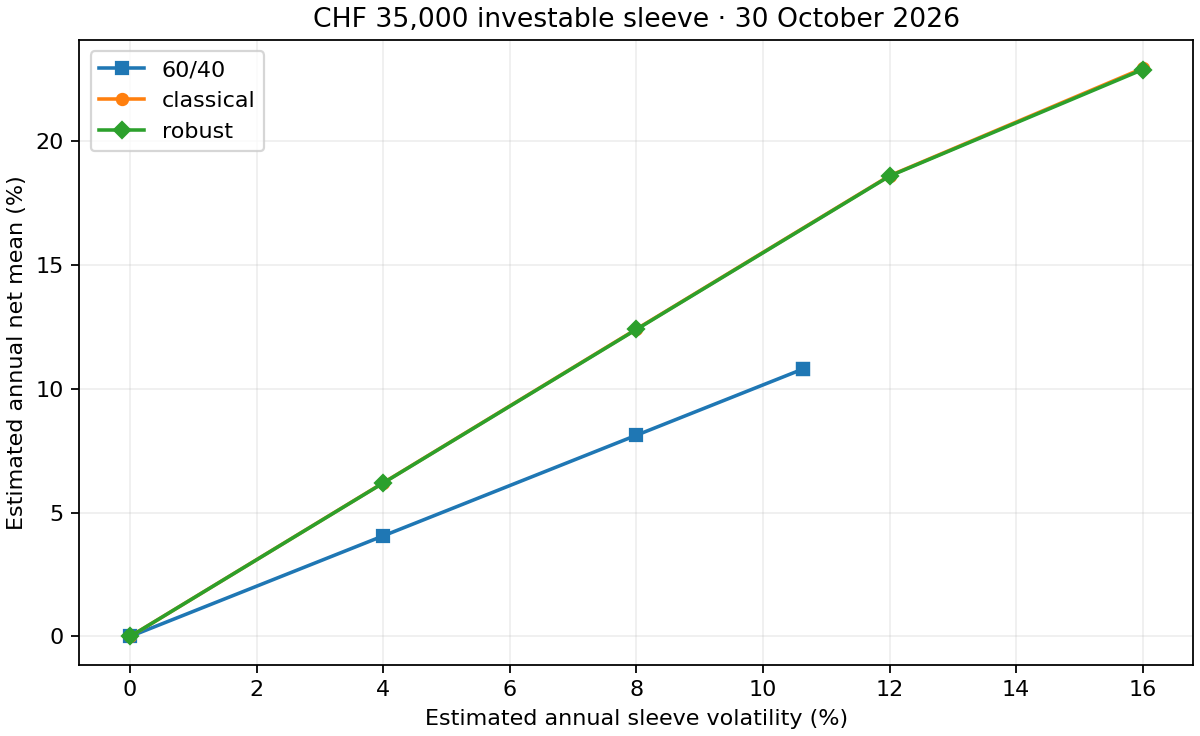 CHF 35,000 investable sleeve · 30 October 2026
60/40
classical
robust
Estimated annual net mean (%)
20
15
10
5
0
0 2 4 6 8 10 12 14 16
Estimated annual sleeve volatility (%)